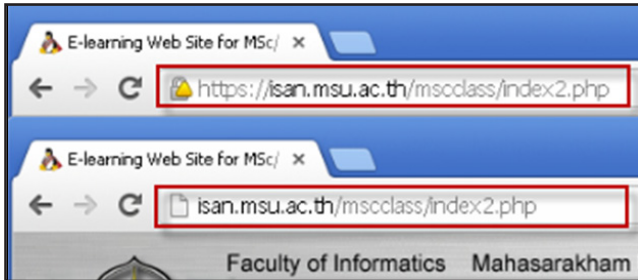 E-learning Web Site for MSc/ ×
https://isan.msu.ac.th/mscclass/index2.php
E-learning Web Site for MSc/ ×
isan.msu.ac.th/mscclass/index2.php
Faculty of Informatics Mahasarakham